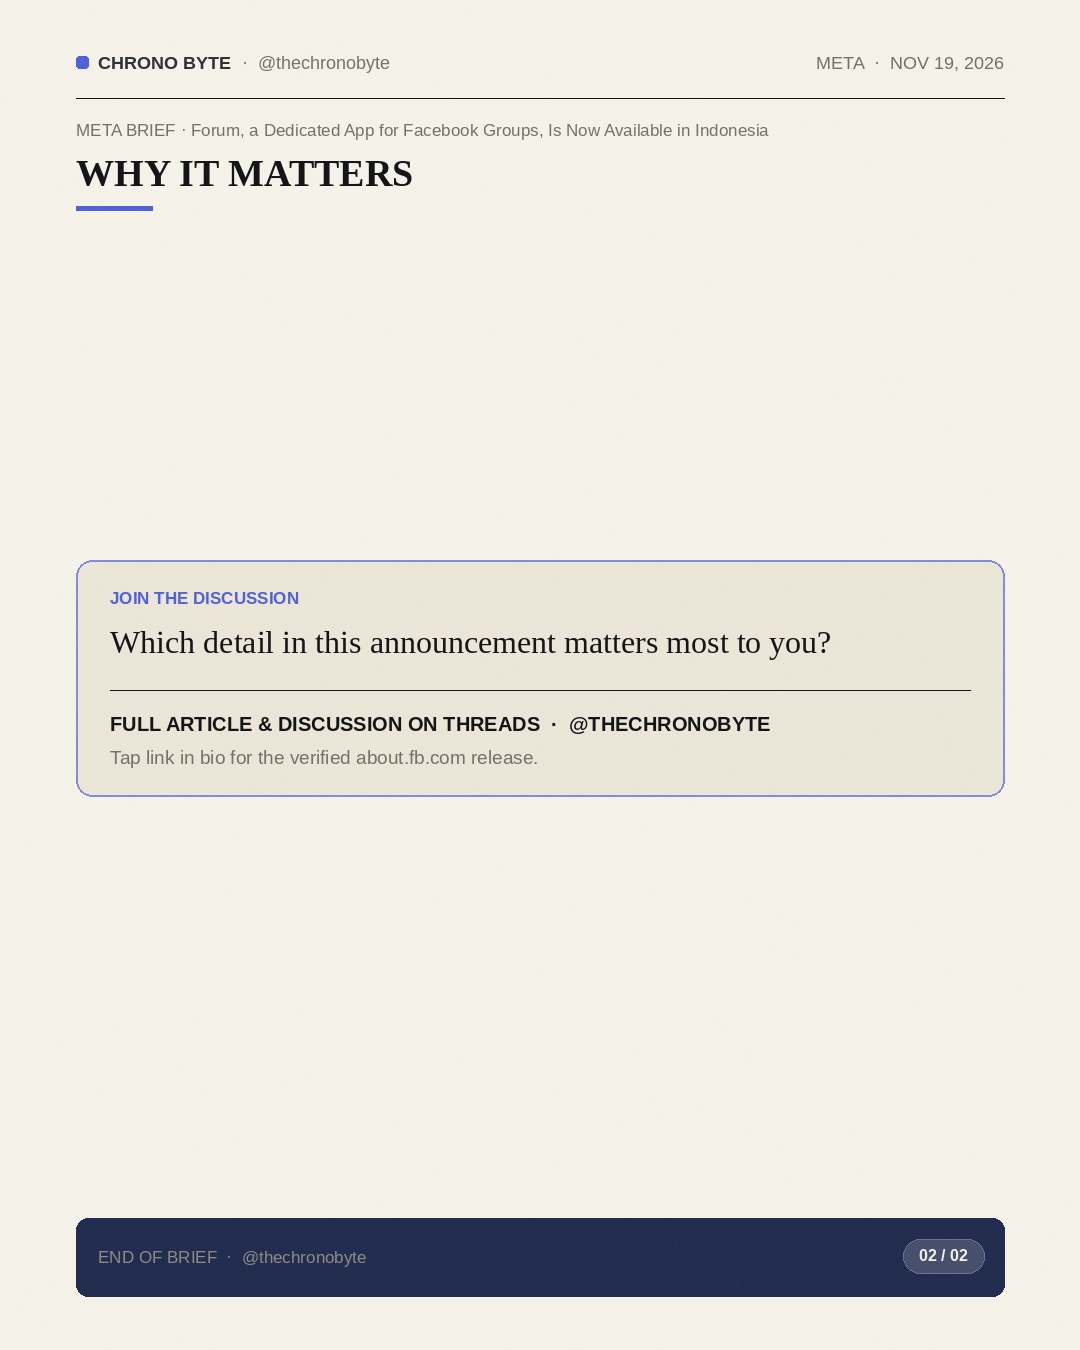 CHRONO BYTE · @thechronobyte
META · NOV 19, 2026
META BRIEF · Forum, a Dedicated App for Facebook Groups, Is Now Available in Indonesia
WHY IT MATTERS
JOIN THE DISCUSSION
Which detail in this announcement matters most to you?
FULL ARTICLE & DISCUSSION ON THREADS · @THECHRONOBYTE
Tap link in bio for the verified about.fb.com release.
END OF BRIEF · @thechronobyte
02 / 02